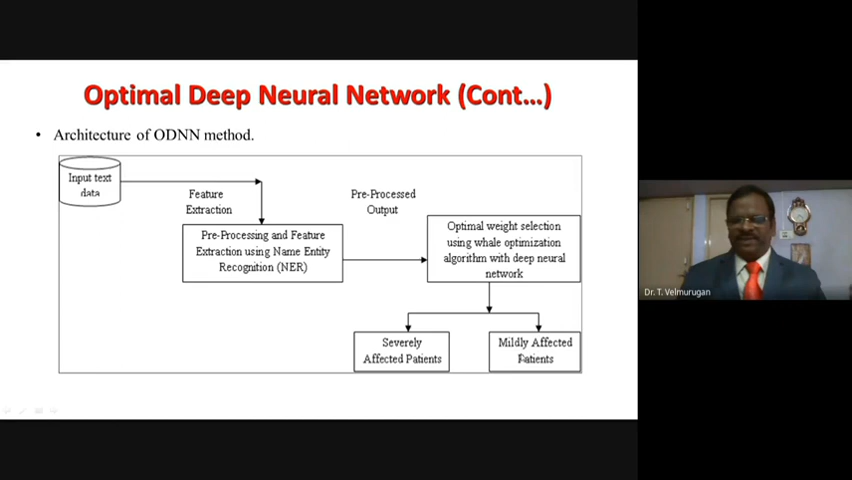 Optimal Deep Neural Network (Cont...)
• Architecture of ODNN method.
Input text
data
Feature
Extraction
Pre-Processed
Output
Pre-Processing and Feature
Extraction using Name Entity
Recognition (NER)
Optimal weight selection
using whale optimization
algorithm with deep neural
network
Severely
Affected Patients
Mildly Affected
Patients
Dr. T. Velmurugan